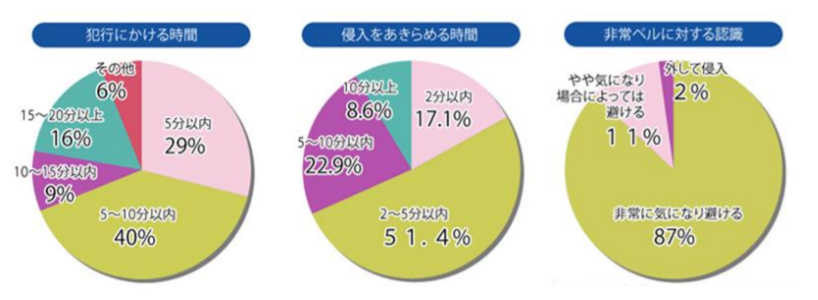 犯行にかける時間
その他
6%
15〜20分以上
16%
10〜15分以内
9%
5分以内
29%
5〜10分以内
40%
侵入をあきらめる時間
10分以上
8.6%
2分以内
17.1%
5〜10分以内
22.9%
2〜5分以内
５１.４%
非常ベルに対する認識
やや気になり
場合によっては
避ける
１１%
外して侵入
2%
非常に気になり避ける
87%